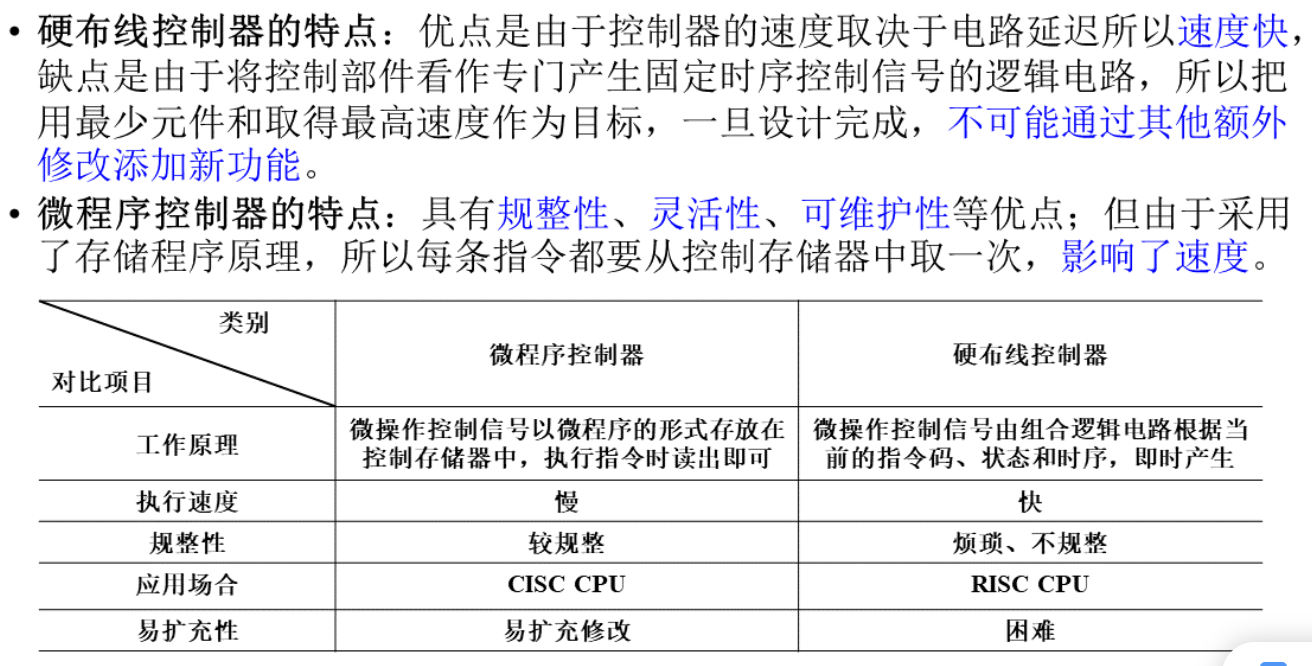 • 硬布线控制器的特点：优点是由于控制器的速度取决于电路延迟所以速度快，
缺点是由于将控制部件看作专门产生固定时序控制信号的逻辑电路，所以把
用最少元件和取得最高速度作为目标，一旦设计完成，不可能通过其他额外
修改添加新功能。
• 微程序控制器的特点：具有规整性、灵活性、可维护性等优点；但由于采用
了存储程序原理，所以每条指令都要从控制存储器中取一次，影响了速度。
类别
对比项目
微程序控制器
硬布线控制器
工作原理
微操作控制信号以微程序的形式存放在
控制存储器中，执行指令时读出即可
微操作控制信号由组合逻辑电路根据当
前的指令码、状态和时序，即时产生
执行速度
慢
快
规整性
较规整
烦琐、不规整
应用场合
CISC CPU
RISC CPU
易扩充性
易扩充修改
困难